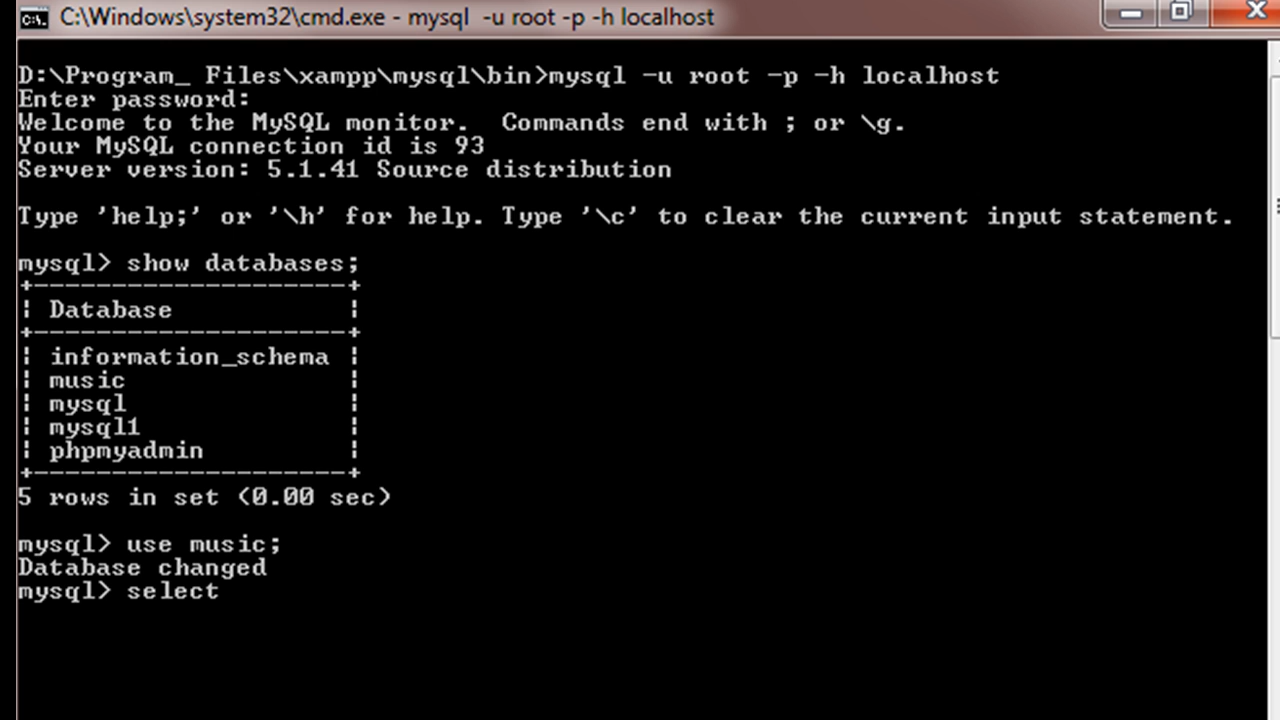 C:\Windows\system32\cmd.exe - mysql  -u root -p -h localhost
D:\Program_ Files\xampp\mysql\bin>mysql -u root -p -h localhost
Enter password:
Welcome to the MySQL monitor.  Commands end with ; or \g.
Your MySQL connection id is 93
Server version: 5.1.41 Source distribution
Type 'help;' or '\h' for help. Type '\c' to clear the current input statement.
mysql> show databases;
+--------------------+
| Database           |
+--------------------+
| information_schema |
| music              |
| mysql              |
| mysql1             |
| phpmyadmin         |
+--------------------+
5 rows in set (0.00 sec)
mysql> use music;
Database changed
mysql> select